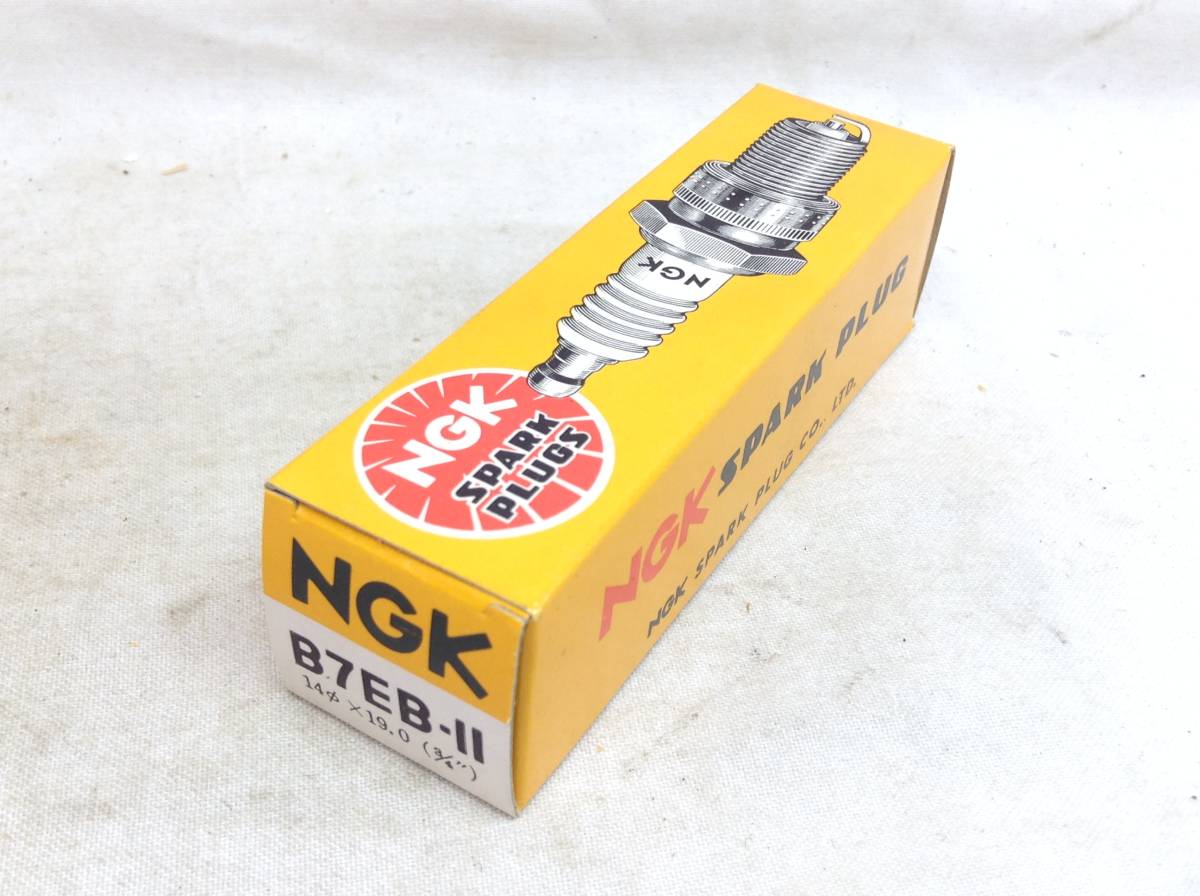 NGK
NGK
SPARK
PLUGS
NGK
B7EB-11
14φ × 19.0 (3/4")
NGK SPARK PLUG
NGK SPARK PLUG CO., LTD.